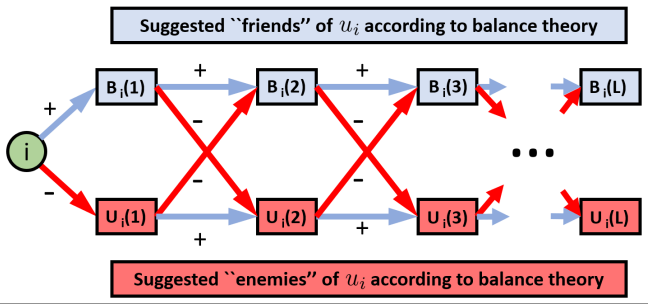 Suggested ``friends'' of u_i according to balance theory
+ B_i(1) + B_i(2) + B_i(3) B_i(L)
i - - ...
- - -
U_i(1) + U_i(2) + U_i(3) U_i(L)
Suggested ``enemies'' of u_i according to balance theory